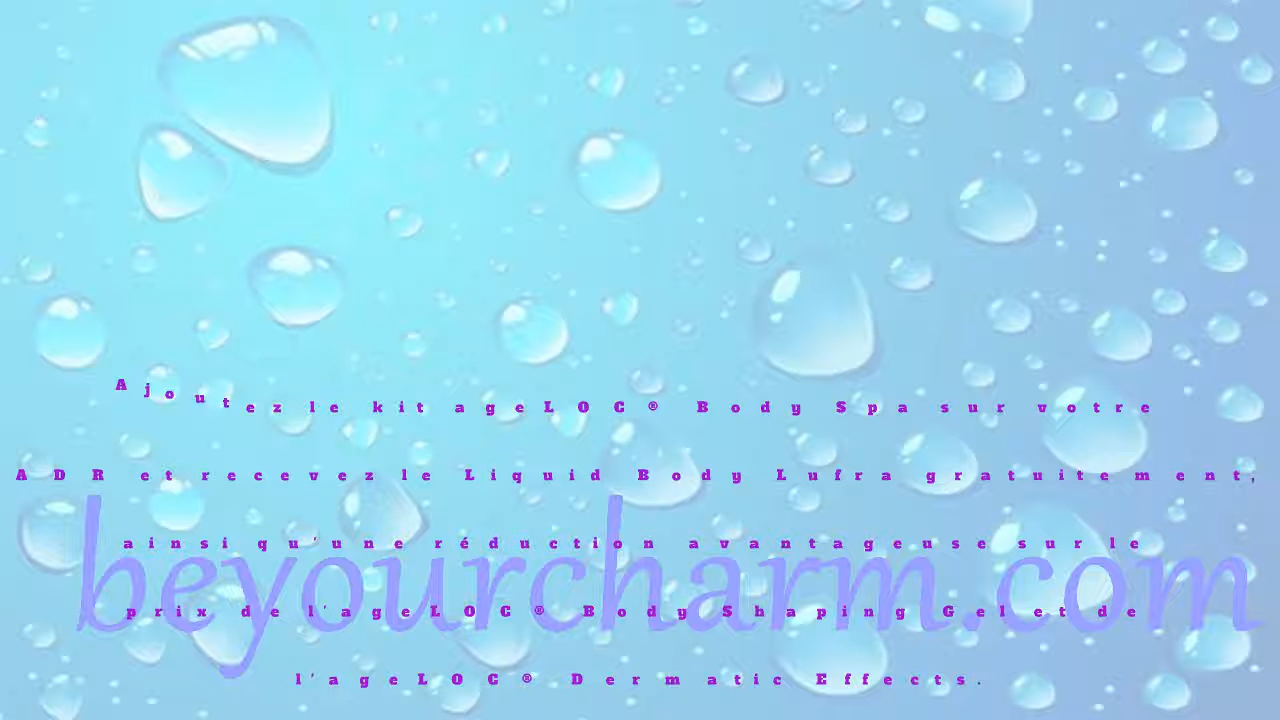 Ajoutez le kit ageLOC® Body Spa sur votre
ADR et recevez le Liquid Body Lufra gratuitement,
ainsi qu'une réduction avantageuse sur le
beyourcharm.com
prix de l'ageLOC® Body Shaping Gel et de
l'ageLOC® Dermatic Effects.